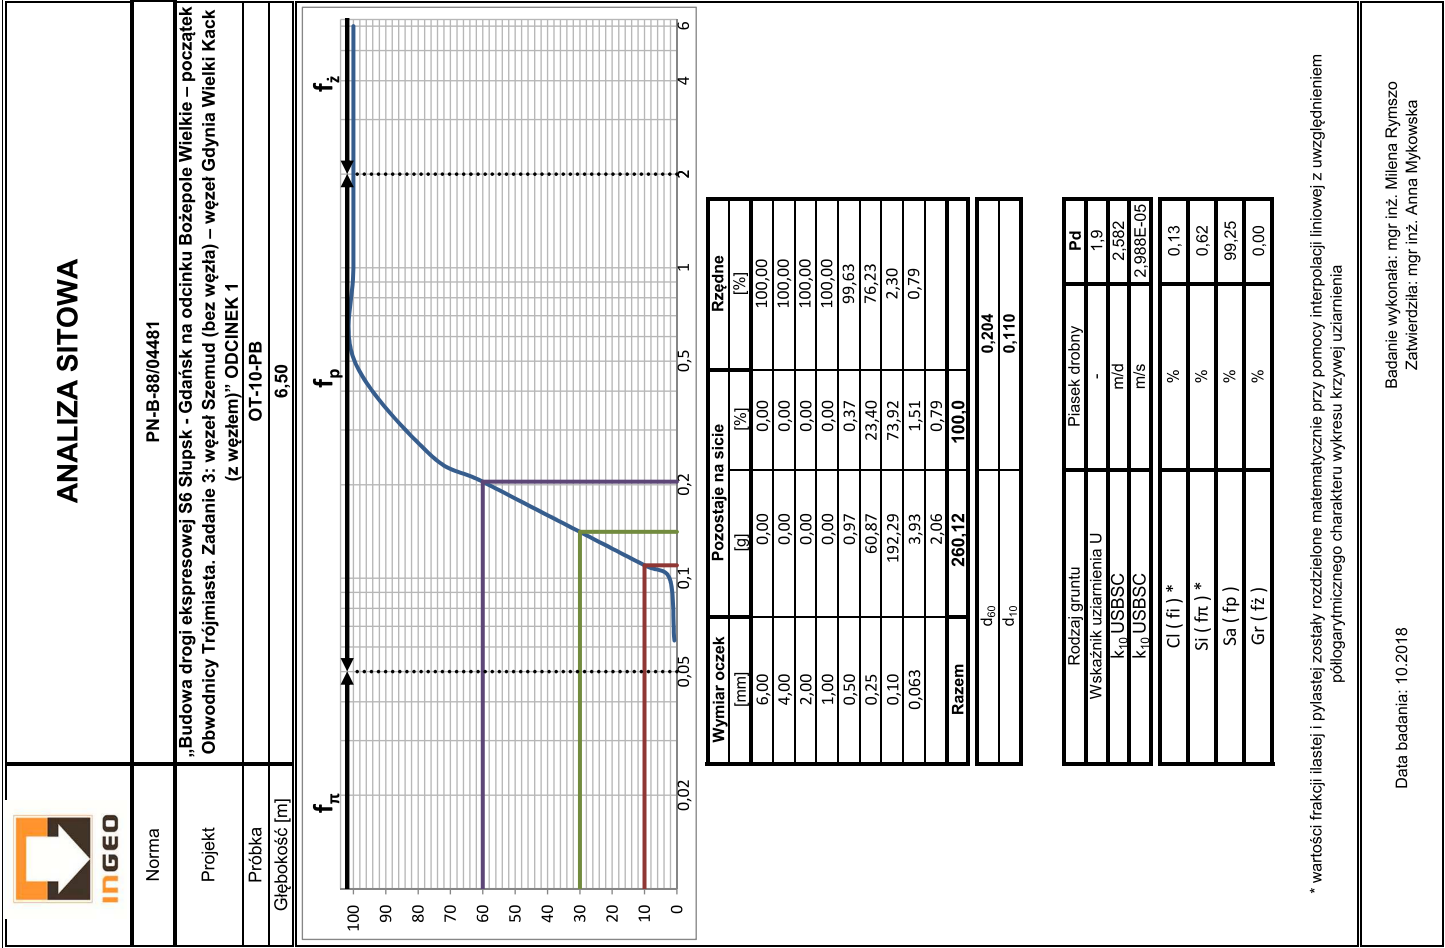 INGEO
ANALIZA SITOWA
Norma
PN-B-88/04481
Projekt
„Budowa drogi ekspresowej S6 Słupsk - Gdańsk na odcinku Bożepole Wielkie – początek
Obwodnicy Trójmiasta. Zadanie 3: węzeł Szemud (bez węzła) – węzeł Gdynia Wielki Kack
(z węzłem)” ODCINEK 1
Próbka
OT-10-PB
Głębokość [m]
6,50
fπ
fp
fż
100
90
80
70
60
50
40
30
20
10
0
0,02 0,05 0,1 0,2 0,5 1 2 4 6
Wymiar oczek Pozostaje na sicie Rzędne
[mm] [g] [%] [%]
6,00 0,00 0,00 100,00
4,00 0,00 0,00 100,00
2,00 0,00 0,00 100,00
1,00 0,00 0,00 100,00
0,50 0,97 0,37 99,63
0,25 60,87 23,40 76,23
0,10 192,29 73,92 2,30
0,063 3,93 1,51 0,79
2,06 0,79
Razem 260,12 100,0
d60 0,204
d10 0,110
Rodzaj gruntu Piasek drobny Pd
Wskaźnik uziarnienia U - 1,9
k10 USBSC m/d 2,582
k10 USBSC m/s 2,988E-05
Cl ( fi ) * % 0,13
Si ( fπ ) * % 0,62
Sa ( fp ) % 99,25
Gr ( fż ) % 0,00
* wartości frakcji ilastej i pylastej zostały rozdzielone matematycznie przy pomocy interpolacji liniowej z uwzględnieniem
półlogarytmicznego charakteru wykresu krzywej uziarnienia
Data badania: 10.2018
Badanie wykonała: mgr inż. Milena Rymszo
Zatwierdziła: mgr inż. Anna Mykowska